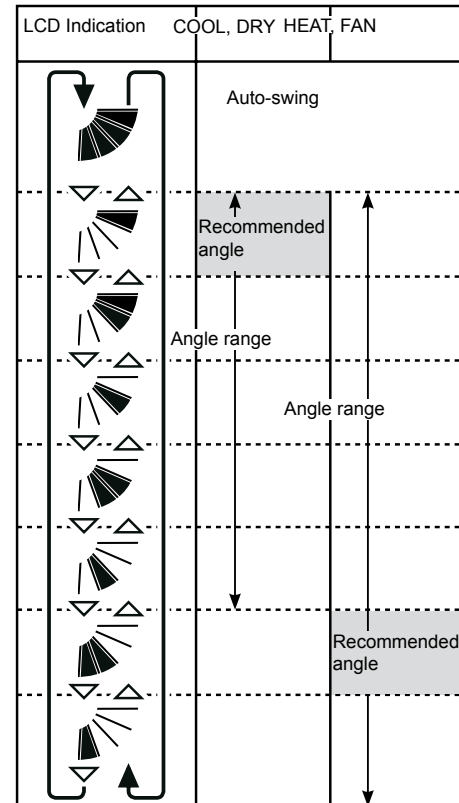 LCD Indication COOL, DRY HEAT, FAN
Auto-swing
Recommended
angle
Angle range
Angle range
Recommended
angle